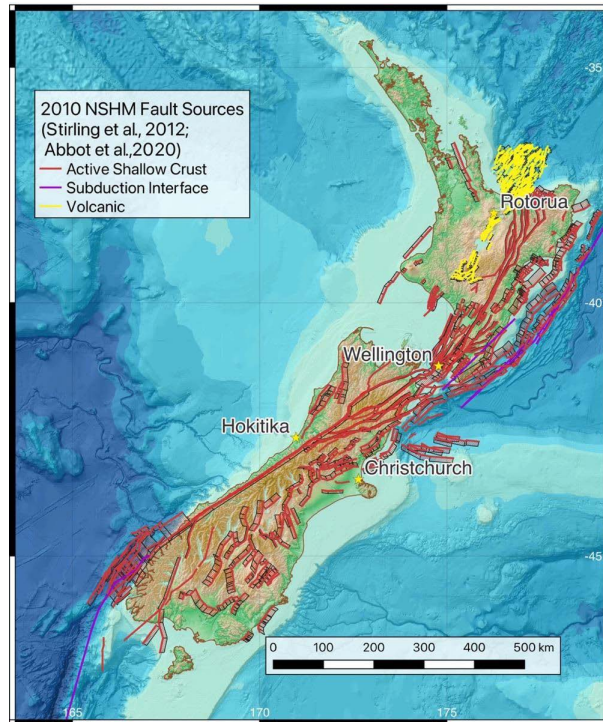 -35
2010 NSHM Fault Sources
(Stirling et al., 2012;
Abbot et al.,2020)
Active Shallow Crust
Subduction Interface
Volcanic
Rotorua
-40
Wellington
Hokitika
Christchurch
-45
0 100 200 300 400 500 km
165 170 175